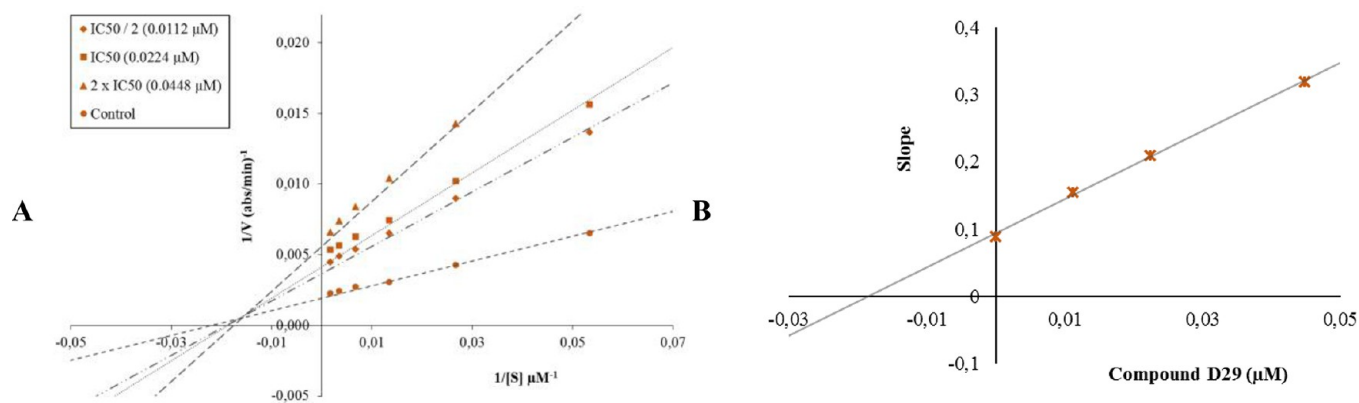 A
IC50 / 2 (0.0112 µM)
IC50 (0.0224 µM)
2 x IC50 (0.0448 µM)
Control
1/V (abs/min)⁻¹
0,020
0,015
0,010
0,005
0,000
-0,005
-0,05
-0,03
-0,01
0,01
0,03
0,05
0,07
1/[S] µM⁻¹
B
Slope
0,4
0,3
0,2
0,1
0
-0,1
-0,03
-0,01
0,01
0,03
0,05
Compound D29 (µM)